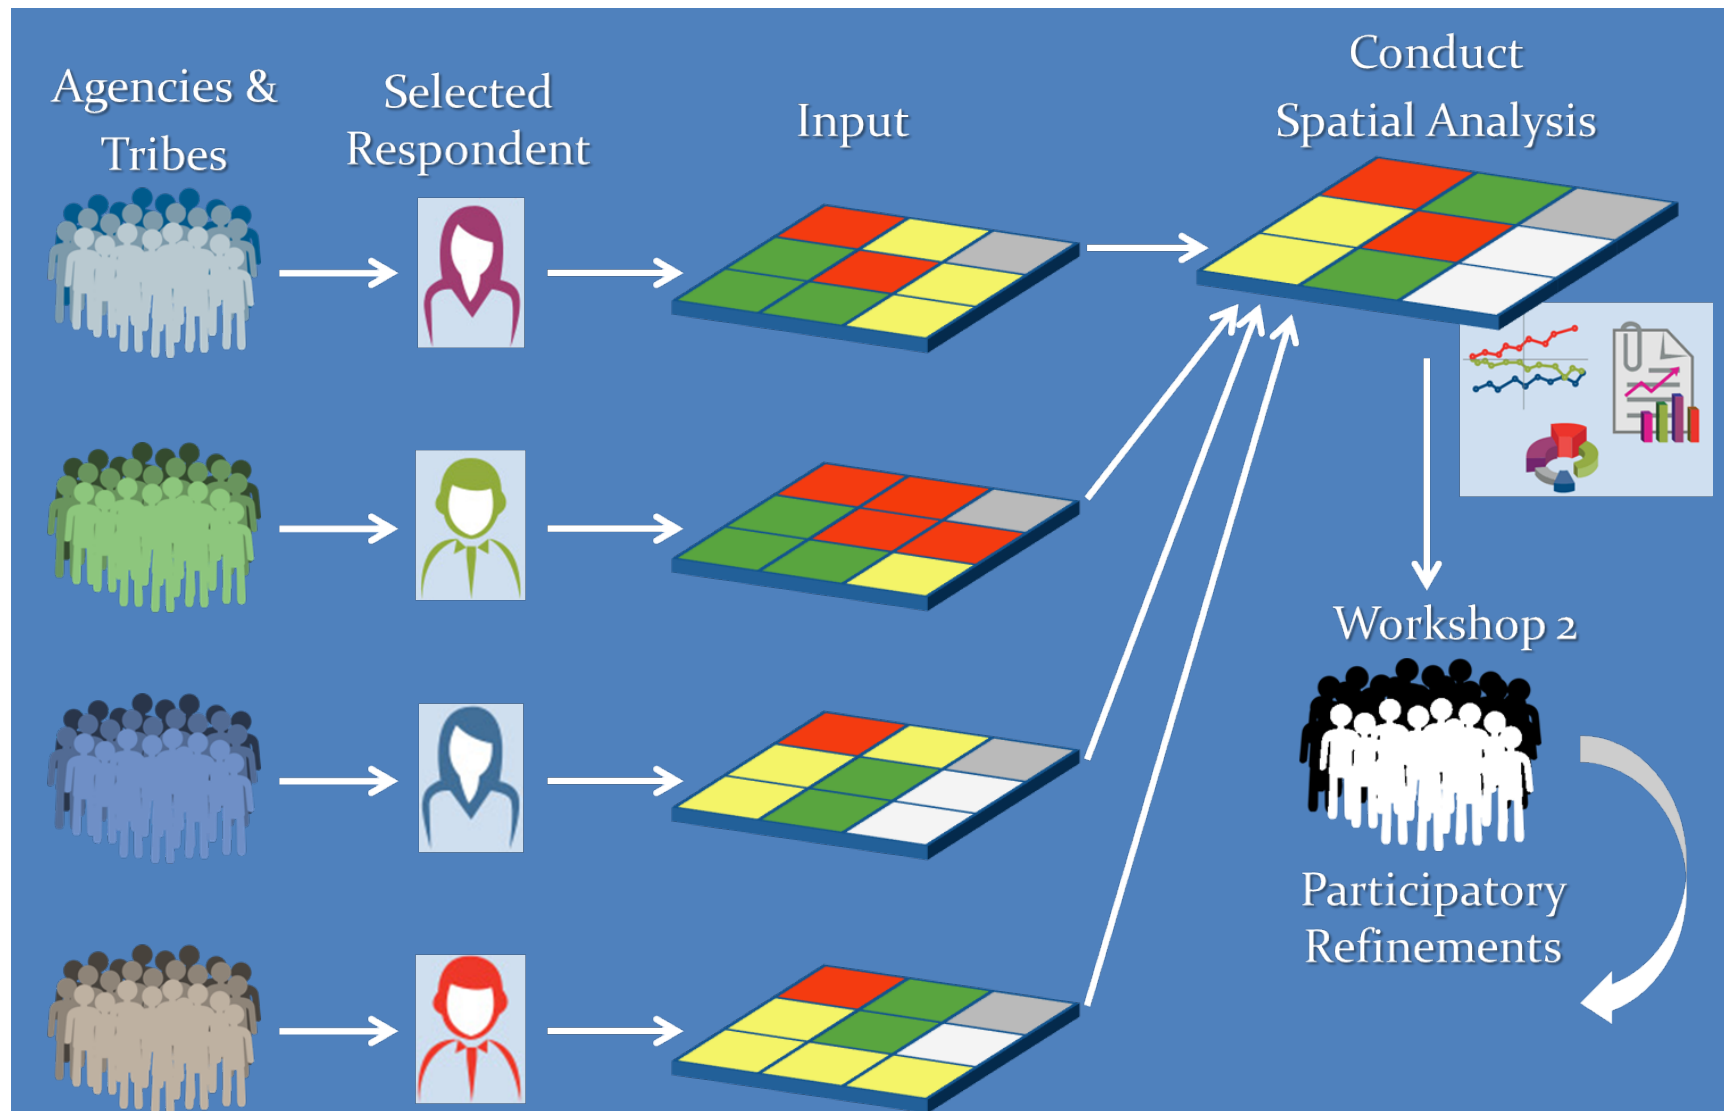 Agencies &
Tribes
Selected
Respondent
Input
Conduct
Spatial Analysis
Workshop 2
Participatory
Refinements